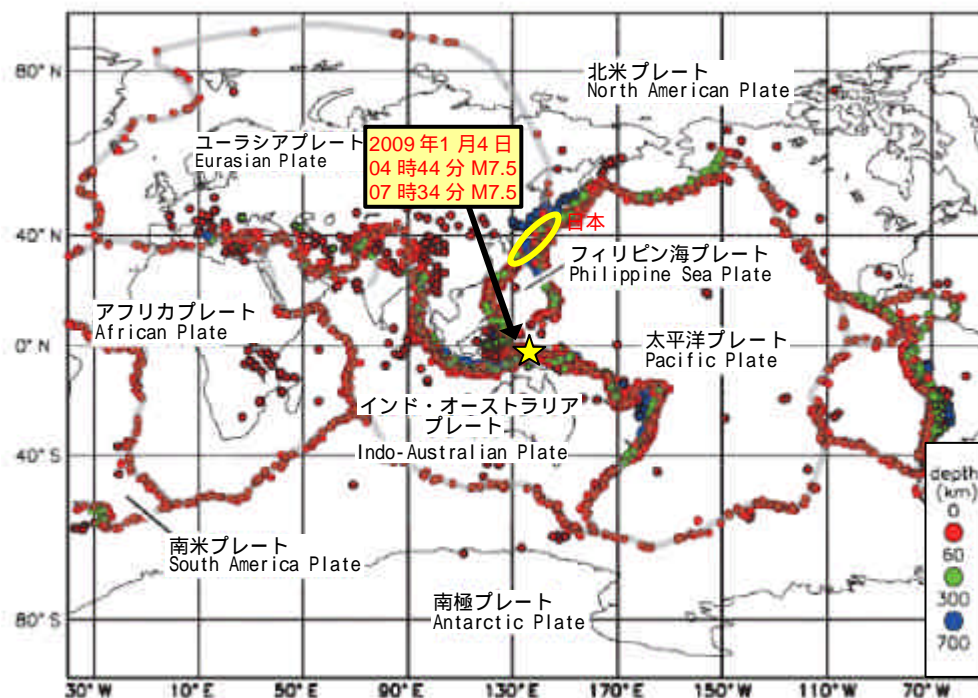 北米プレート
North American Plate
80° N
ユーラシアプレート
Eurasian Plate
2009年1月4日
04時44分 M7.5
07時34分 M7.5
日本
40° N
フィリピン海プレート
Philippine Sea Plate
アフリカプレート
African Plate
太平洋プレート
Pacific Plate
0° N
インド・オーストラリア
プレート
Indo-Australian Plate
40° S
depth
(km)
0
60
300
700
南米プレート
South America Plate
南極プレート
Antarctic Plate
80° S
30° W 10° E 90° E 130° E 170° E 150° W 110° W 70° W